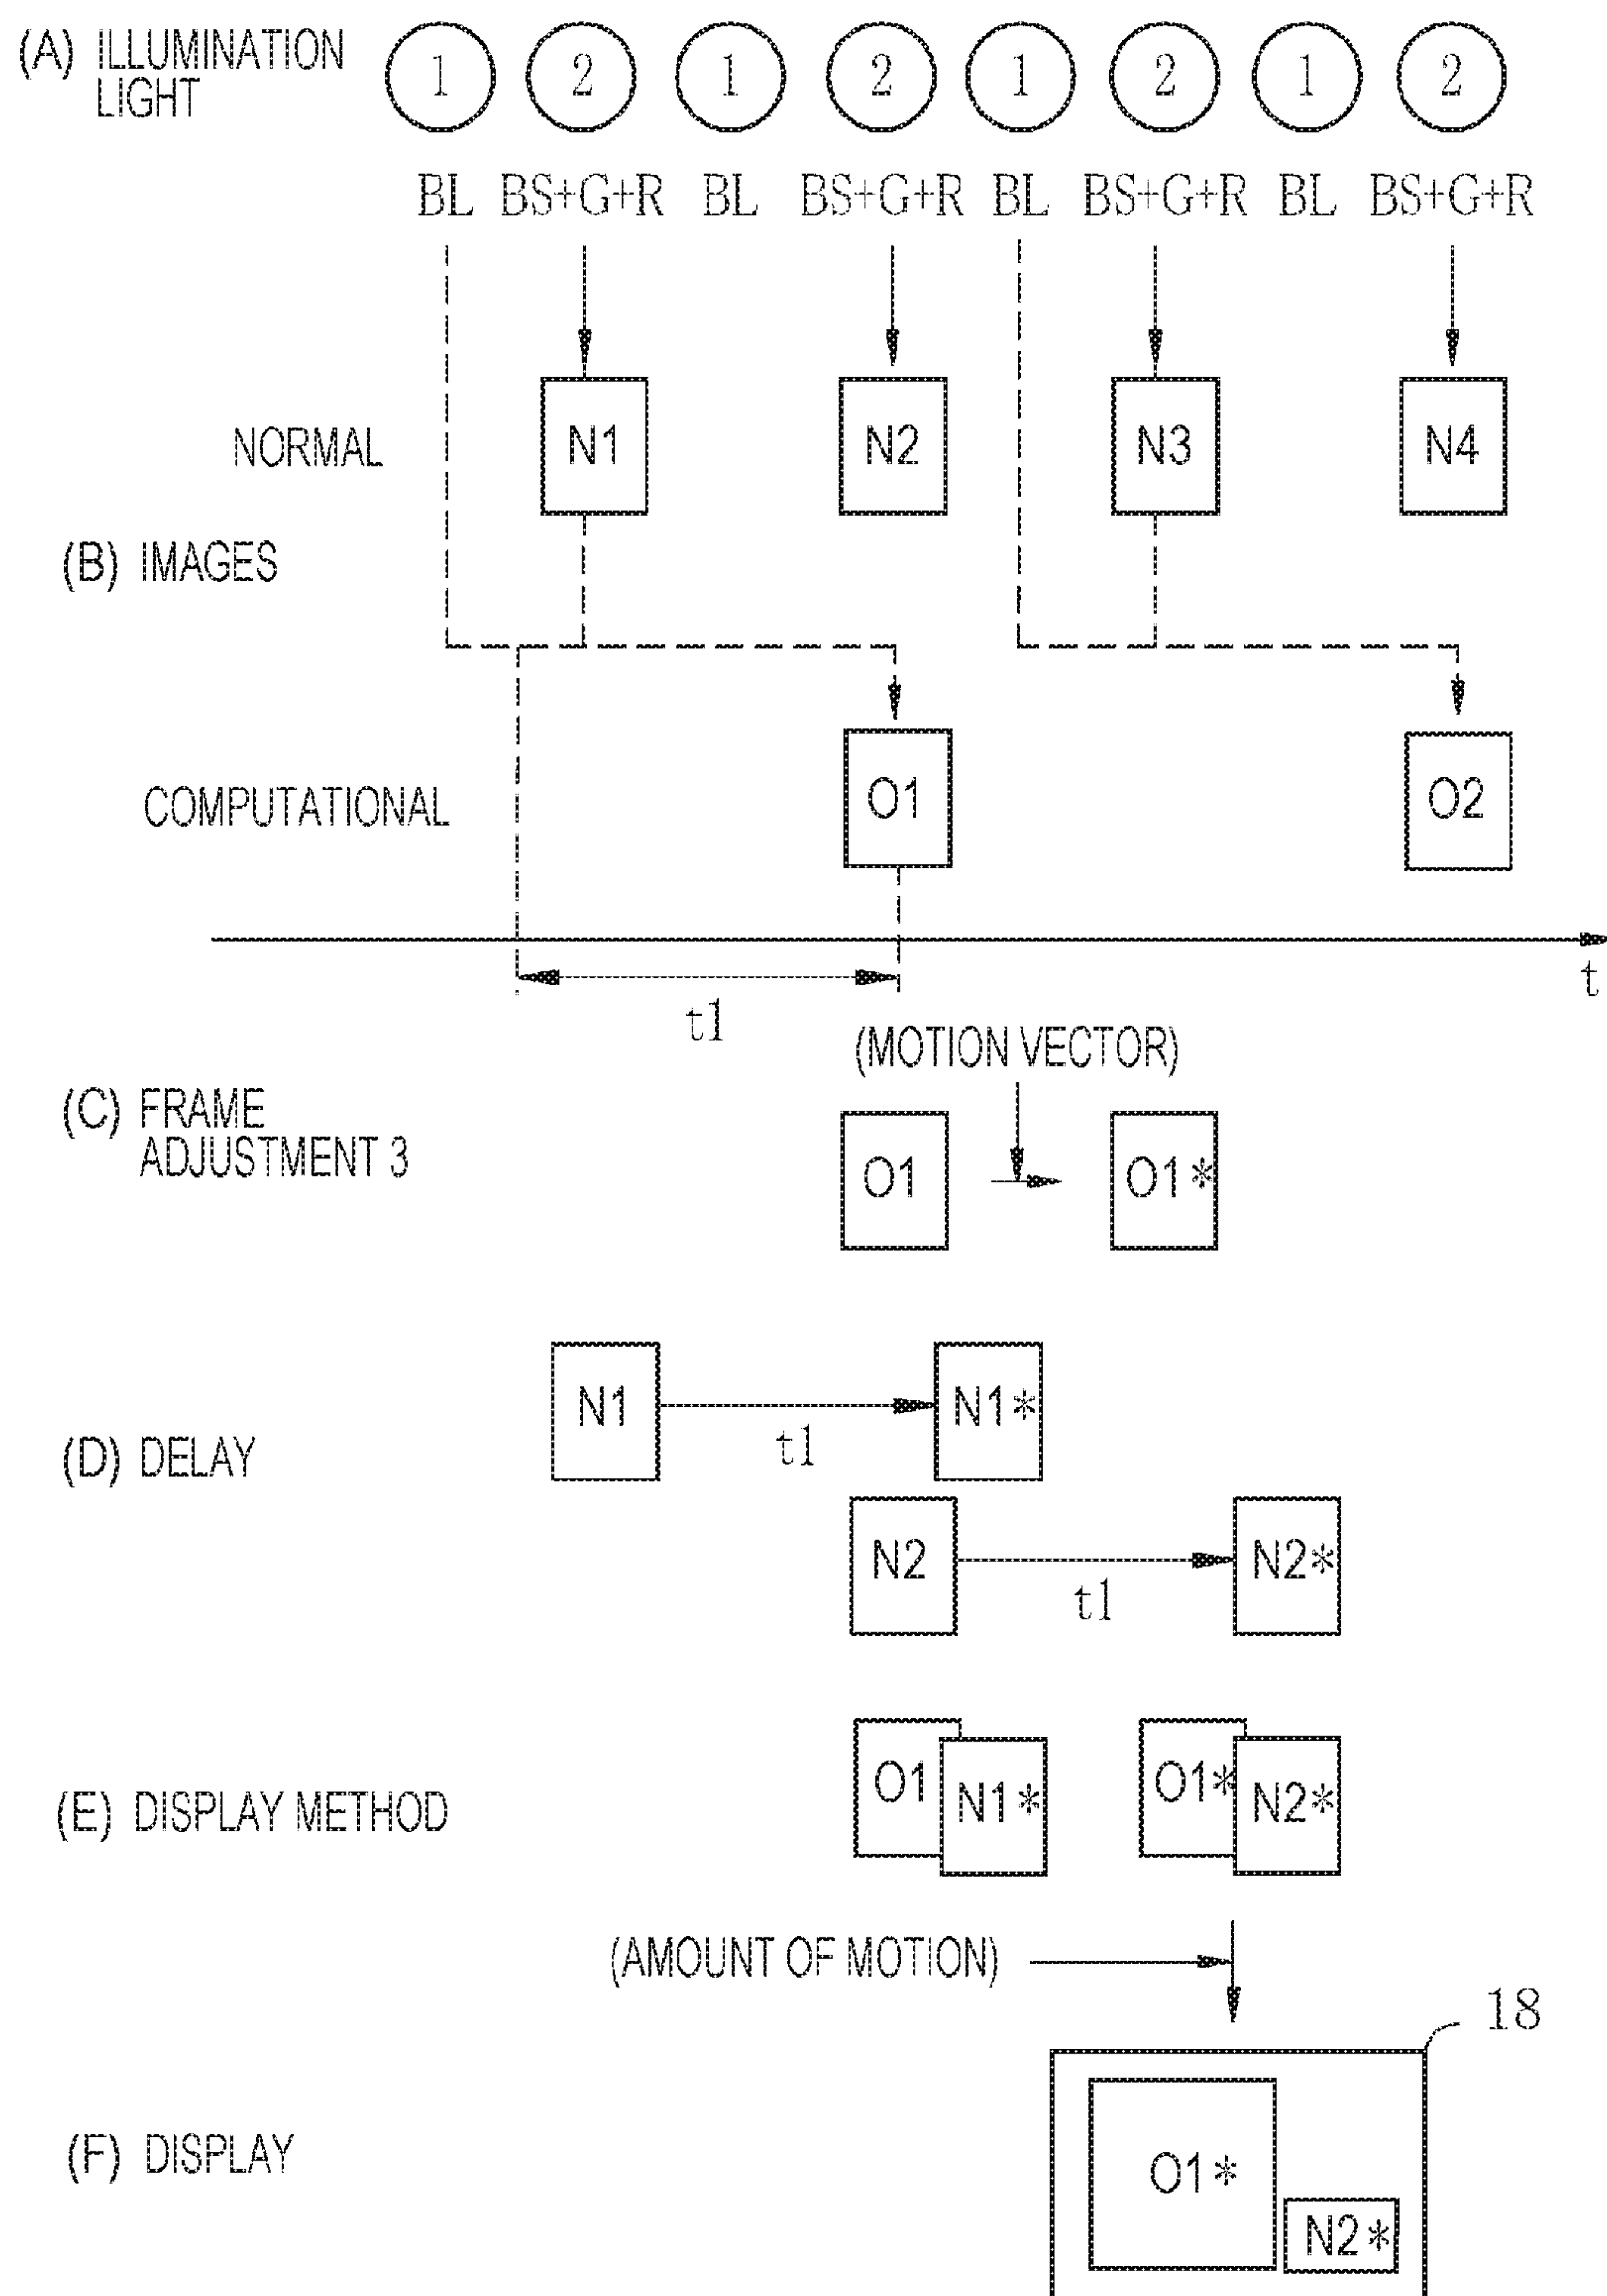 (A) ILLUMINATION LIGHT
1 2 1 2 1 2 1 2
BL BS+G+R BL BS+G+R BL BS+G+R BL BS+G+R
NORMAL
N1 N2 N3 N4
(B) IMAGES
COMPUTATIONAL
O1 O2
t
t1
(MOTION VECTOR)
(C) FRAME
ADJUSTMENT 3
O1 O1*
N1 N1*
t1
(D) DELAY
N2 N2*
t1
(E) DISPLAY METHOD
O1 N1* O1* N2*
(AMOUNT OF MOTION)
18
(F) DISPLAY
O1*
N2*